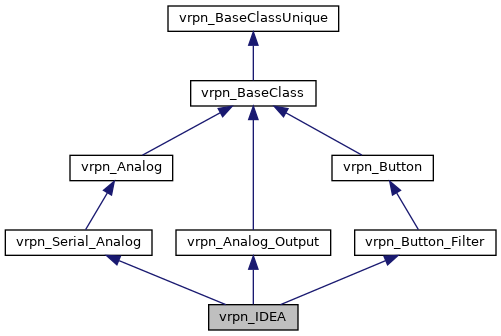 vrpn_BaseClassUnique
vrpn_BaseClass
vrpn_Analog
vrpn_Button
vrpn_Serial_Analog
vrpn_Analog_Output
vrpn_Button_Filter
vrpn_IDEA